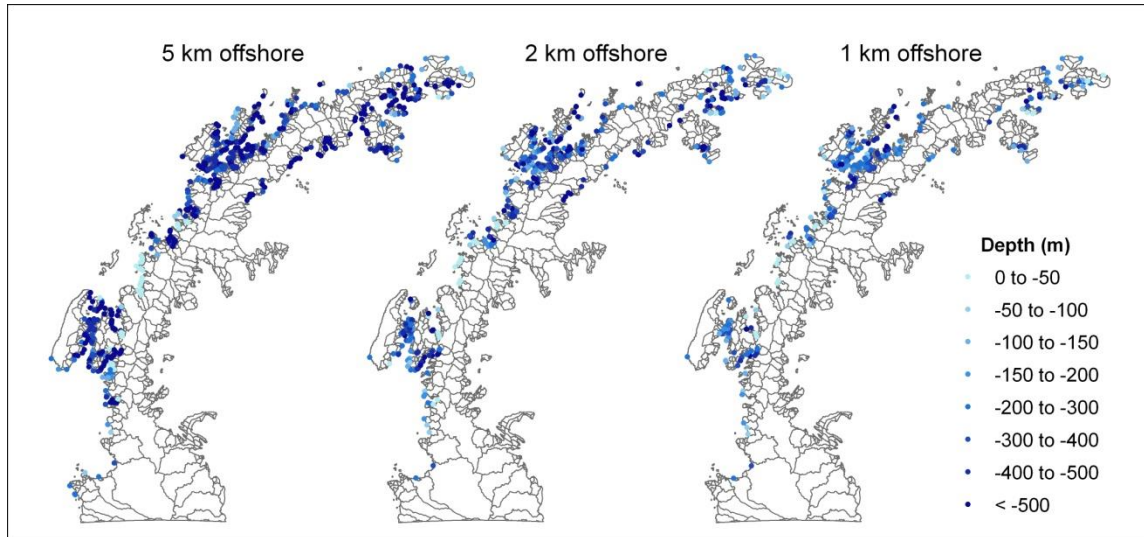 5 km offshore
2 km offshore
1 km offshore
Depth (m)
0 to -50
-50 to -100
-100 to -150
-150 to -200
-200 to -300
-300 to -400
-400 to -500
< -500